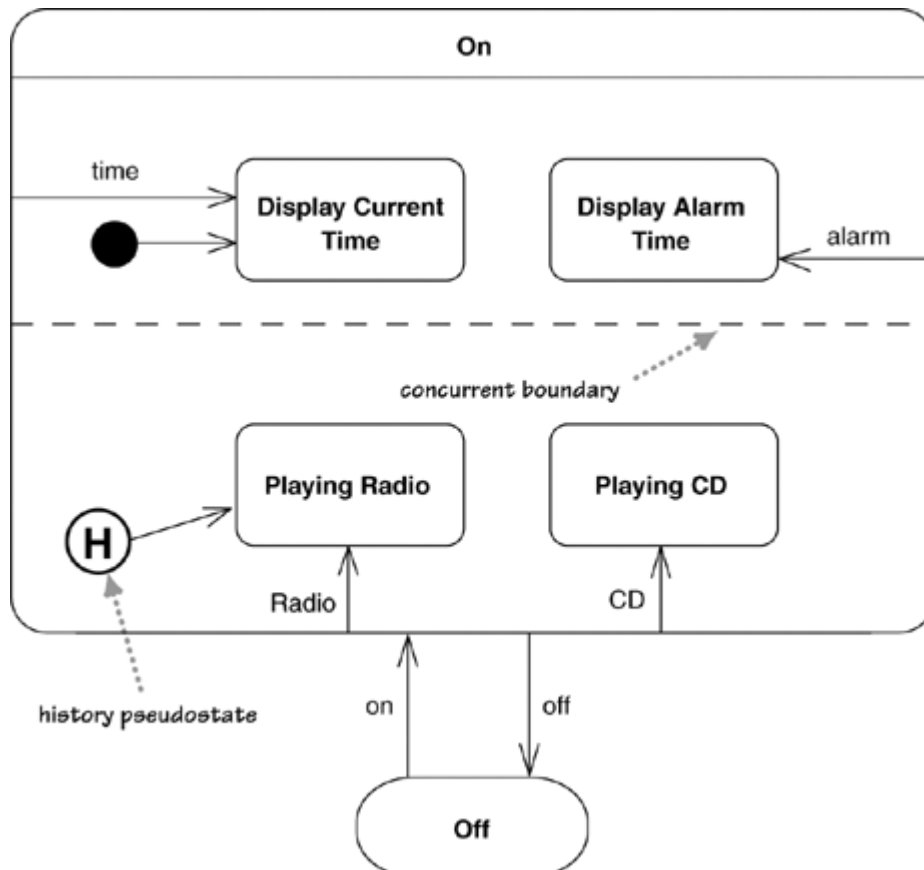 On
time
Display Current
Time
Display Alarm
Time
alarm
concurrent boundary
Playing Radio
Playing CD
H
Radio
CD
history pseudostate
on
off
Off